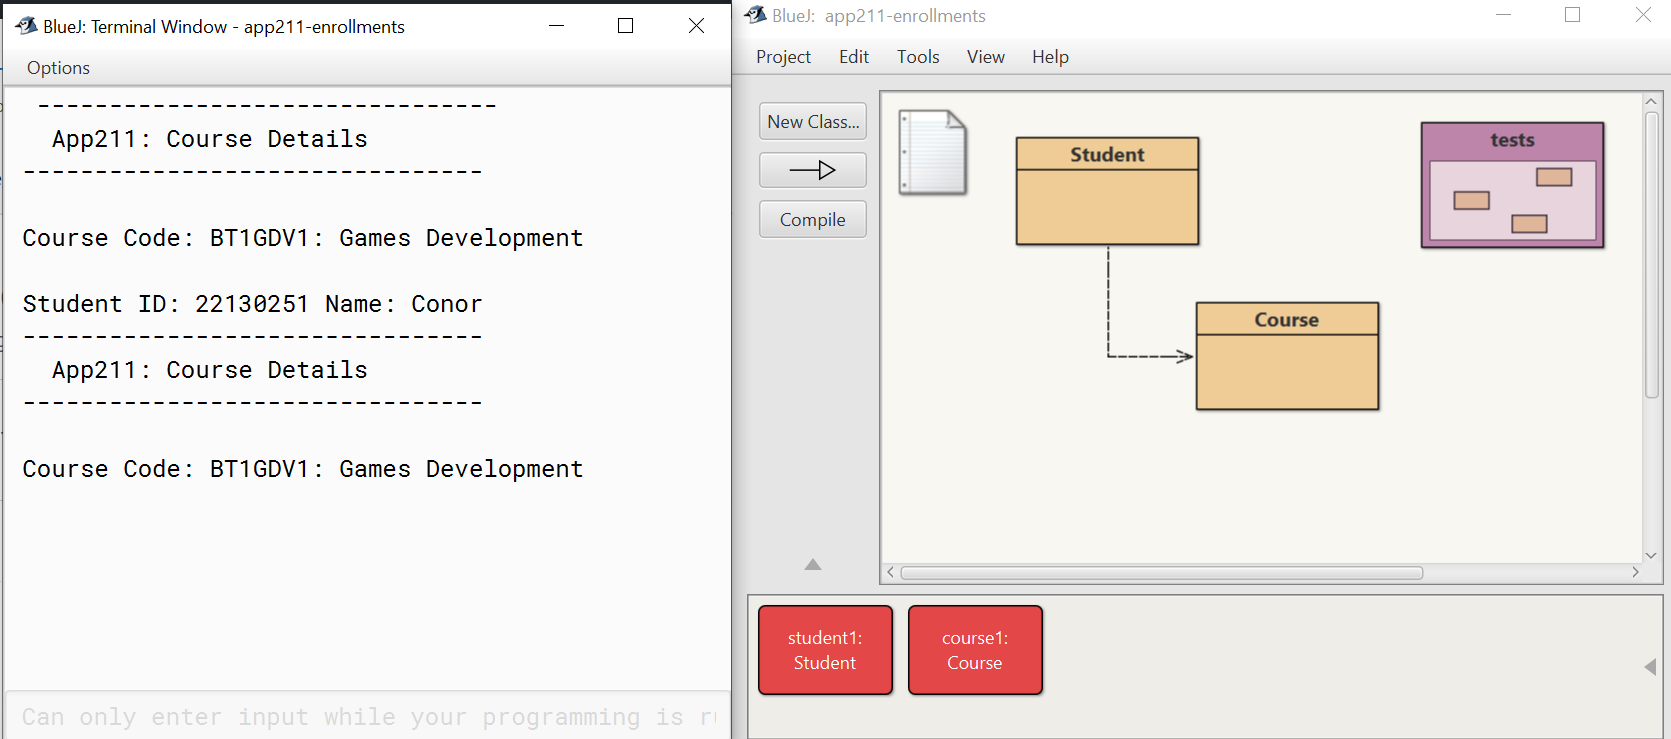 BlueJ: Terminal Window - app211-enrollments
Options
--------------------------------
App211: Course Details
--------------------------------
Course Code: BT1GDV1: Games Development
Student ID: 22130251 Name: Conor
--------------------------------
App211: Course Details
--------------------------------
Course Code: BT1GDV1: Games Development
Can only enter input while your programming is
BlueJ: app211-enrollments
Project Edit Tools View Help
New Class...
Compile
Student
tests
Course
student1:
Student
course1:
Course